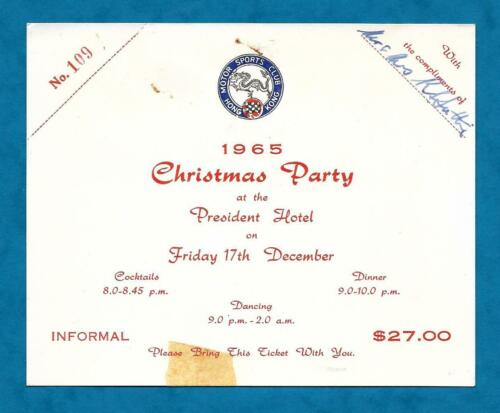 No. 109
With
the compliments of
Mr & Mrs
MOTOR SPORTS CLUB
HONG KONG
1965
Christmas Party
at the
President Hotel
on
Friday 17th December
Cocktails
8.0-8.45 p.m.
Dinner
9.0-10.0 p.m.
Dancing
9.0 p.m.-2.0 a.m.
INFORMAL
$27.00
Please Bring This Ticket With You.